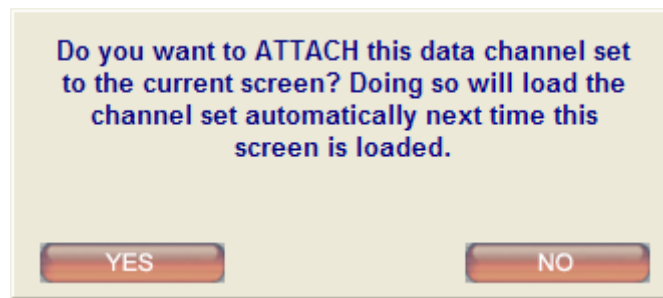 Do you want to ATTACH this data channel set
to the current screen? Doing so will load the
channel set automatically next time this
screen is loaded.
YES
NO